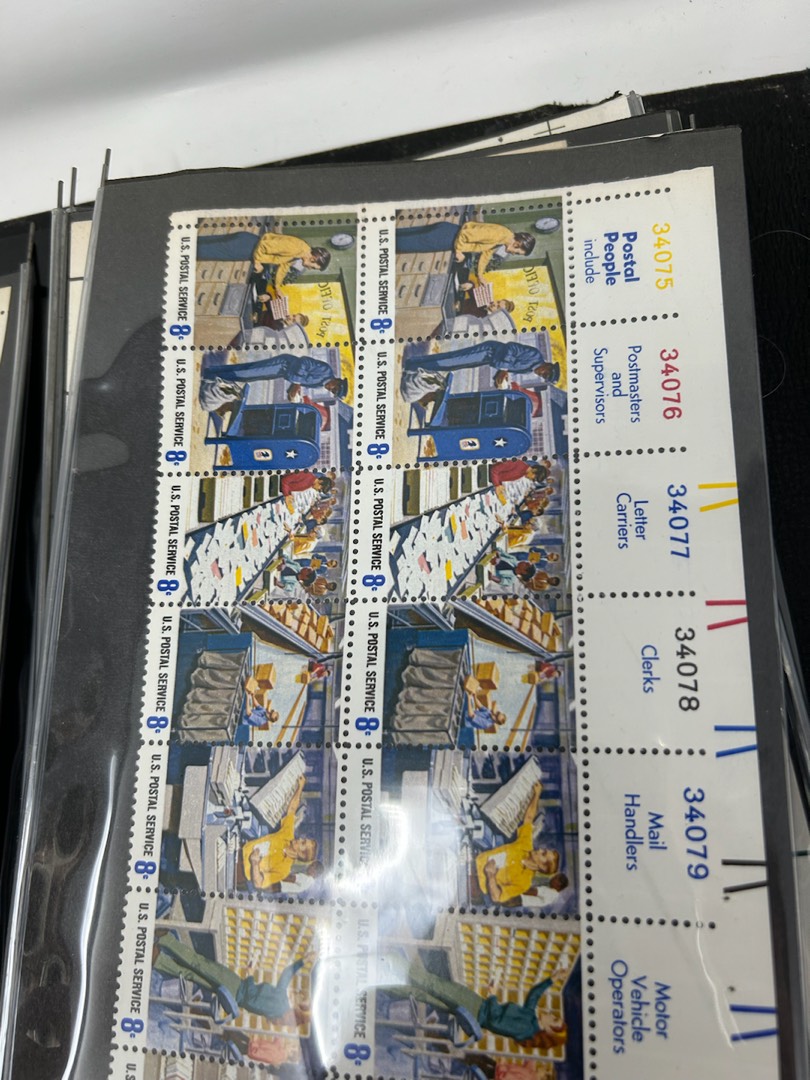 34075
Postal
People
include
34076
Postmasters
and
Supervisors
34077
Letter
Carriers
34078
Clerks
34079
Mail
Handlers
Motor
Vehicle
Operators
U.S. POSTAL SERVICE 8c
U.S. POSTAL SERVICE 8c
U.S. POSTAL SERVICE 8c
U.S. POSTAL SERVICE 8c
U.S. POSTAL SERVICE 8c
U.S. POSTAL SERVICE 8c
U.S. POSTAL SERVICE 8c
U.S. POSTAL SERVICE 8c
U.S. POSTAL SERVICE 8c
U.S. POSTAL SERVICE
U.S. POSTAL SERVICE 8c
U.S. POSTAL SERVICE 8c
U.S.